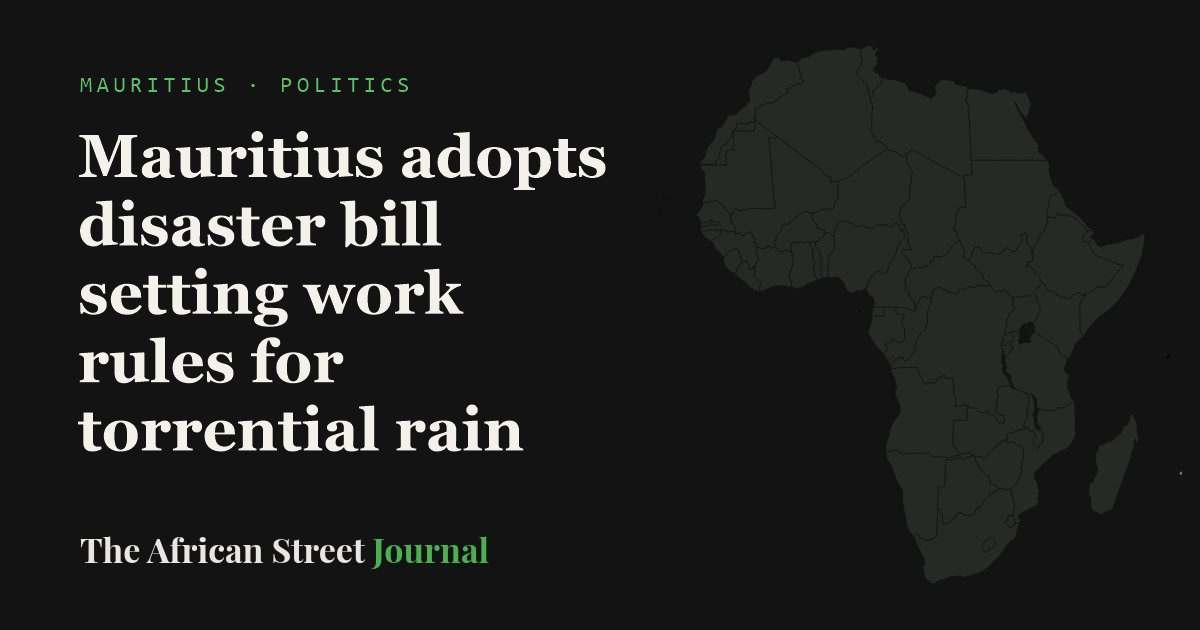 MAURITIUS · POLITICS
Mauritius adopts
disaster bill
setting work
rules for
torrential rain
The African Street Journal